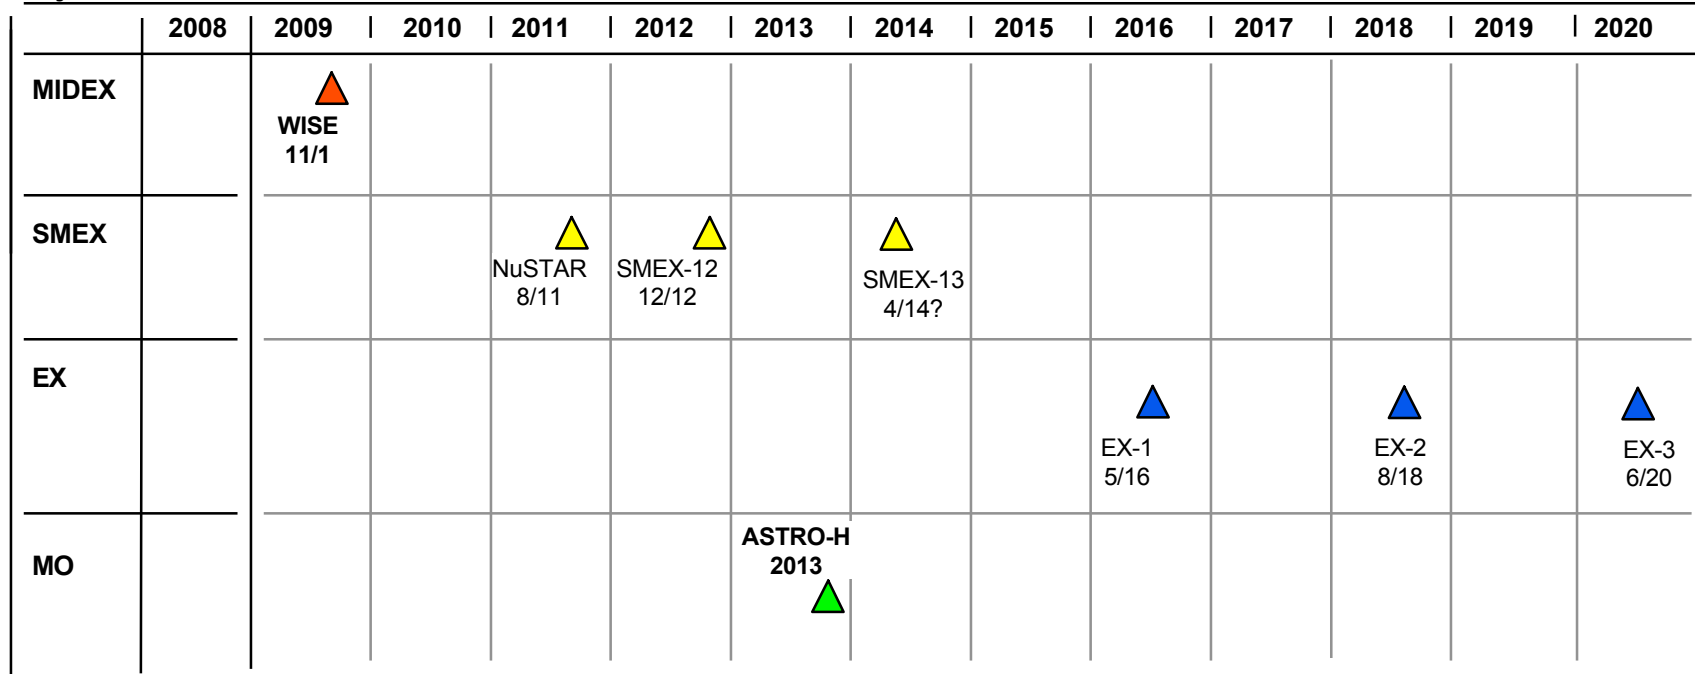 2008 2009 2010 2011 2012 2013 2014 2015 2016 2017 2018 2019 2020
MIDEX
WISE
11/1
SMEX
NuSTAR SMEX-12 SMEX-13
8/11 12/12 4/14?
EX
EX-1 EX-2 EX-3
5/16 8/18 6/20
ASTRO-H
2013
MO